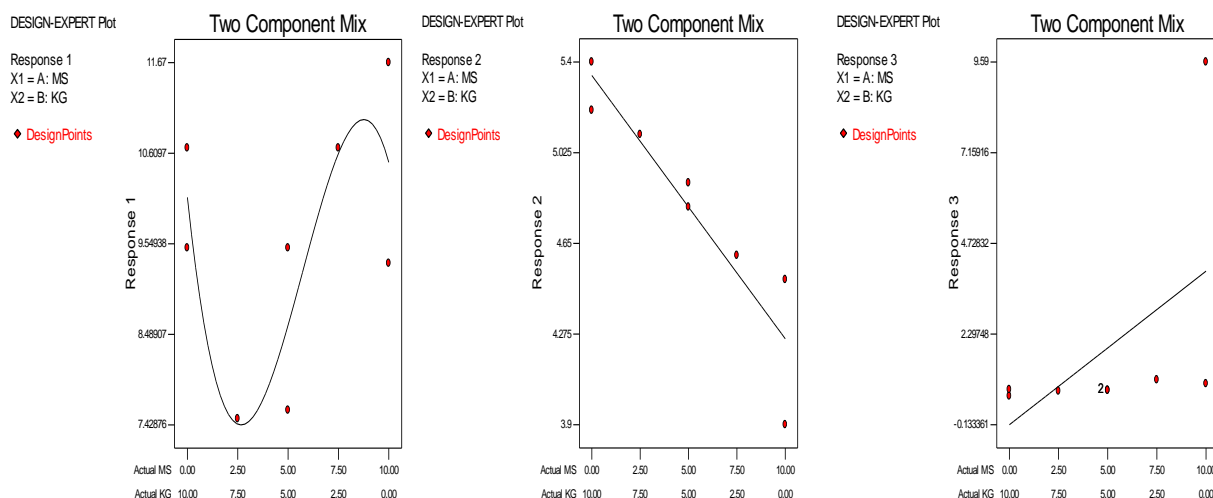 DESIGN-EXPERT Plot
Response 1
X1 = A: MS
X2 = B: KG
DesignPoints
Two Component Mix
Response 1
11.67
10.6097
9.54938
8.48907
7.42876
Actual MS 0.00 2.50 5.00 7.50 10.00
Actual KG 10.00 7.50 5.00 2.50 0.00
DESIGN-EXPERT Plot
Response 2
X1 = A: MS
X2 = B: KG
DesignPoints
Two Component Mix
Response 2
5.4
5.025
4.65
4.275
3.9
Actual MS 0.00 2.50 5.00 7.50 10.00
Actual KG 10.00 7.50 5.00 2.50 0.00
DESIGN-EXPERT Plot
Response 3
X1 = A: MS
X2 = B: KG
DesignPoints
Two Component Mix
Response 3
9.59
7.15916
4.72832
2.29748
-0.133361
2
Actual MS 0.00 2.50 5.00 7.50 10.00
Actual KG 10.00 7.50 5.00 2.50 0.00